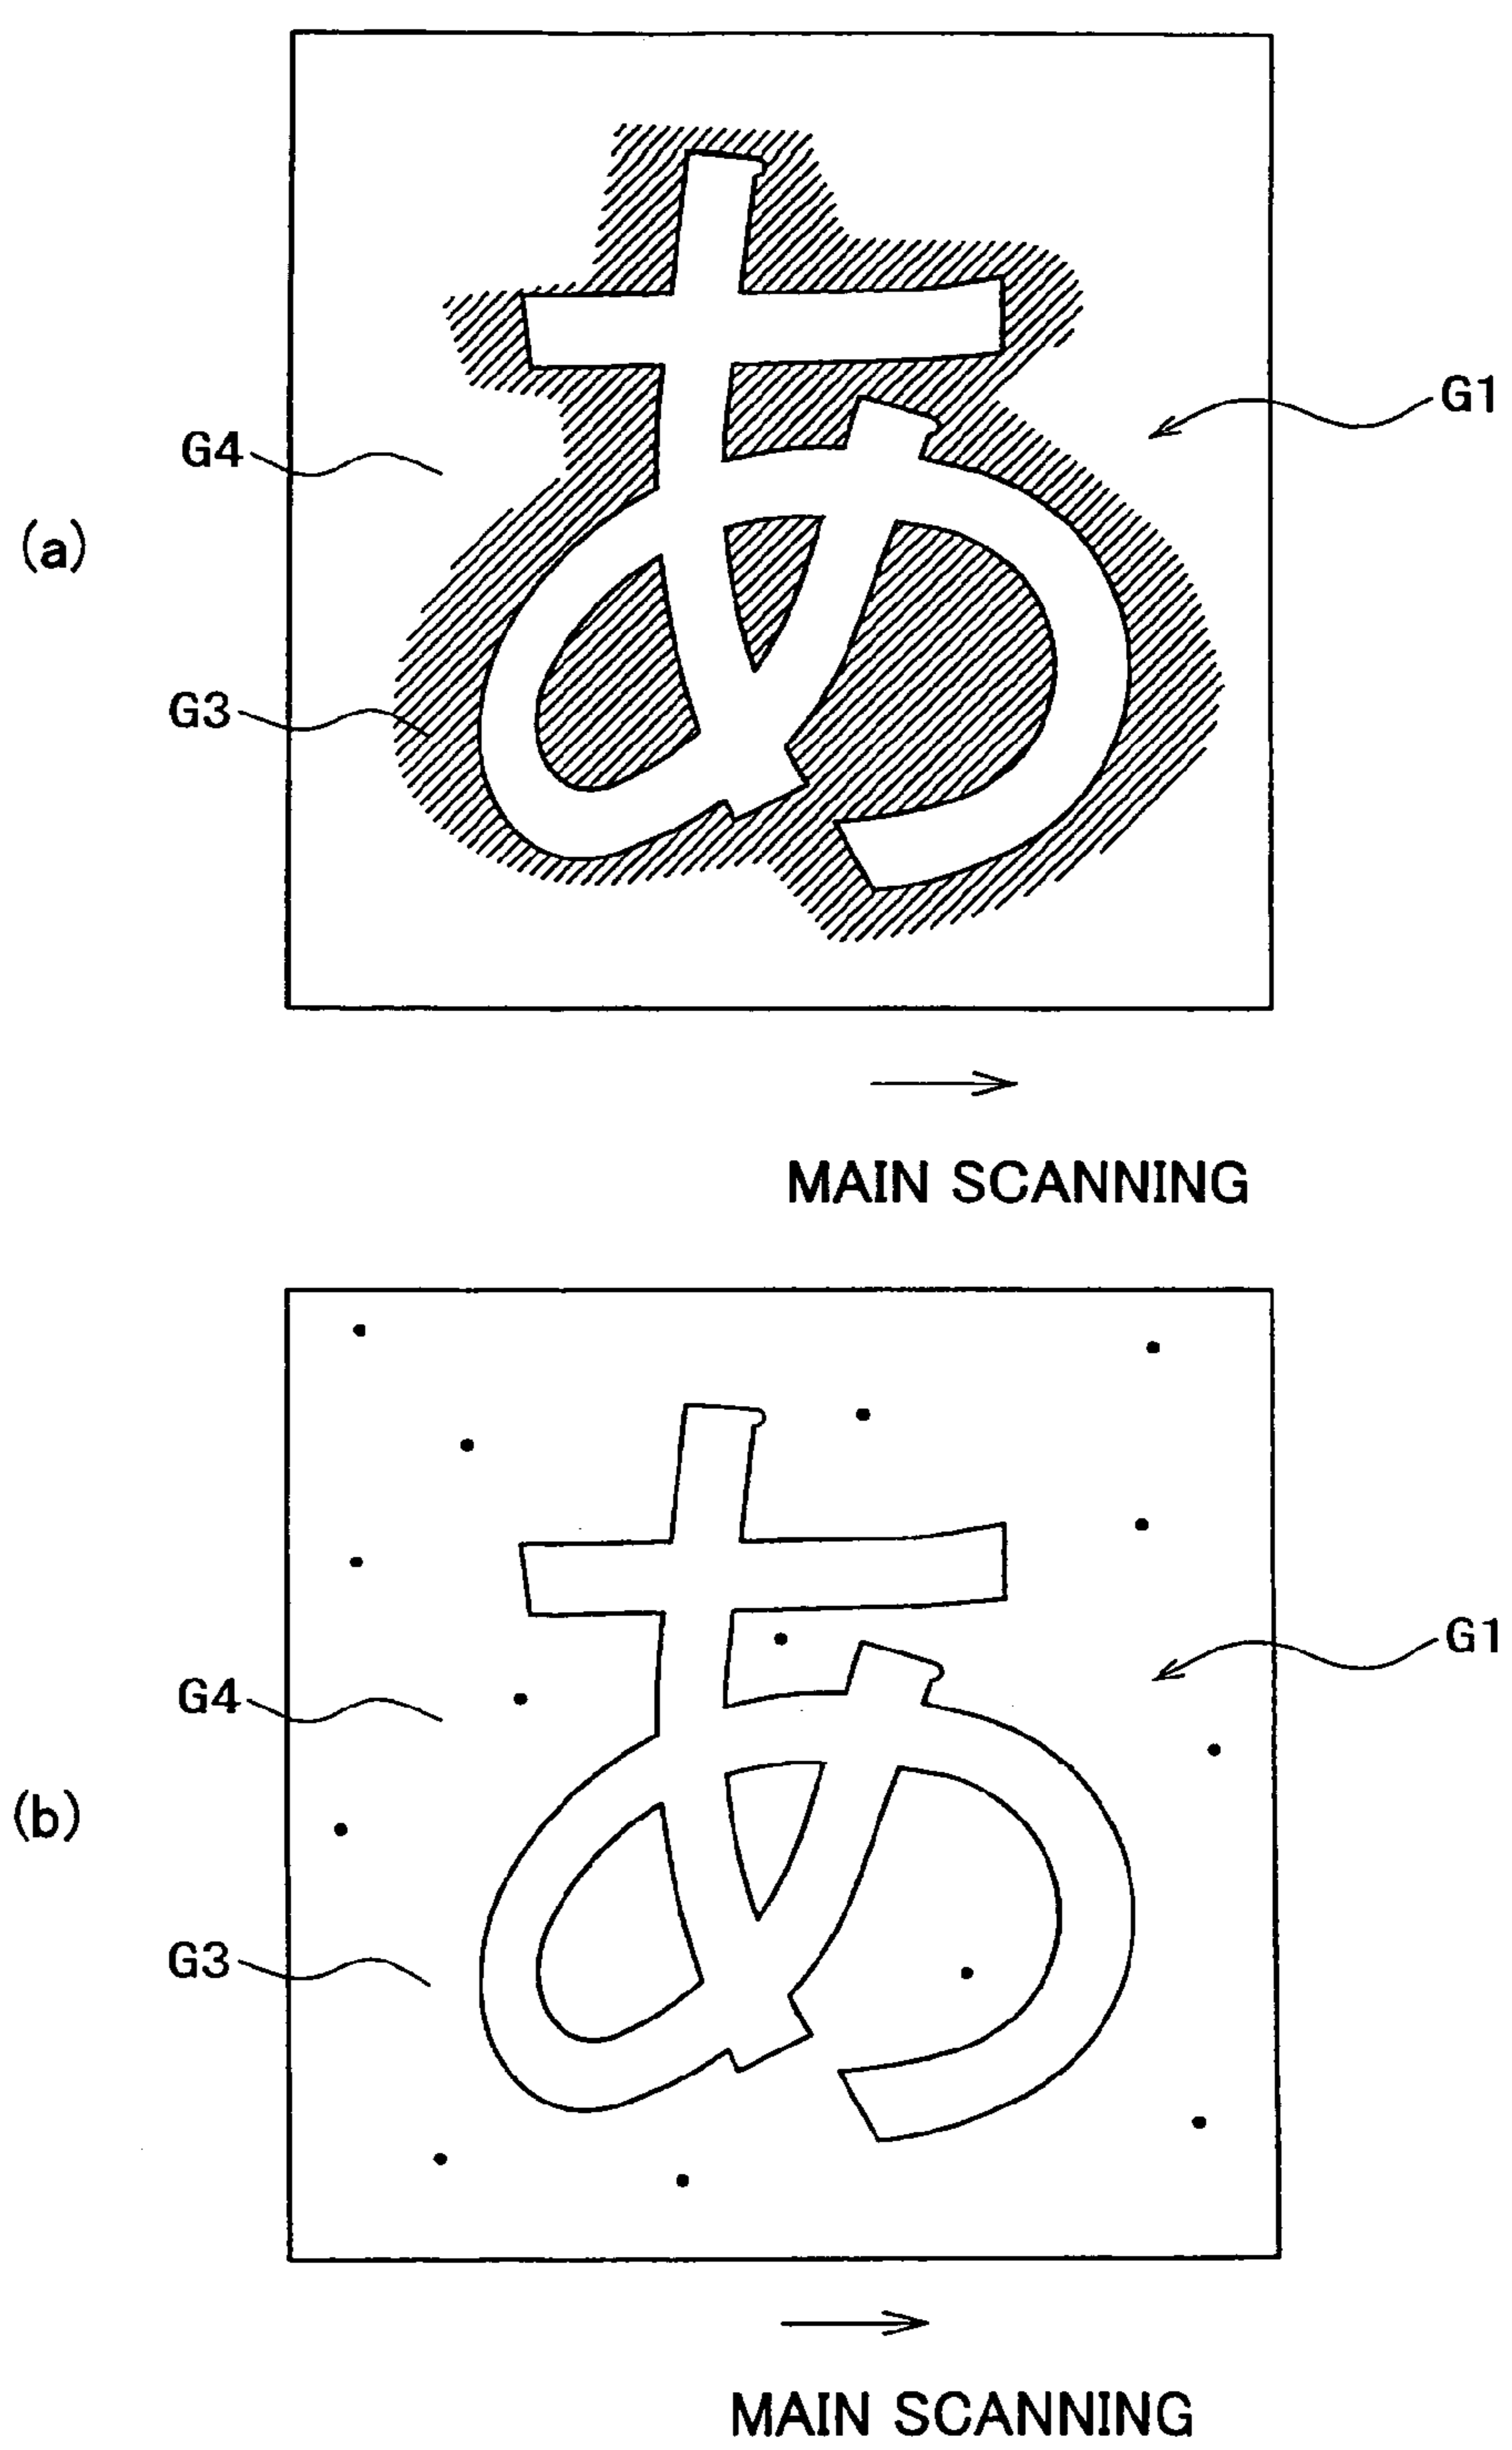 あ
G1
G4
(a)
G3
MAIN SCANNING
あ
G1
G4
(b)
G3
MAIN SCANNING